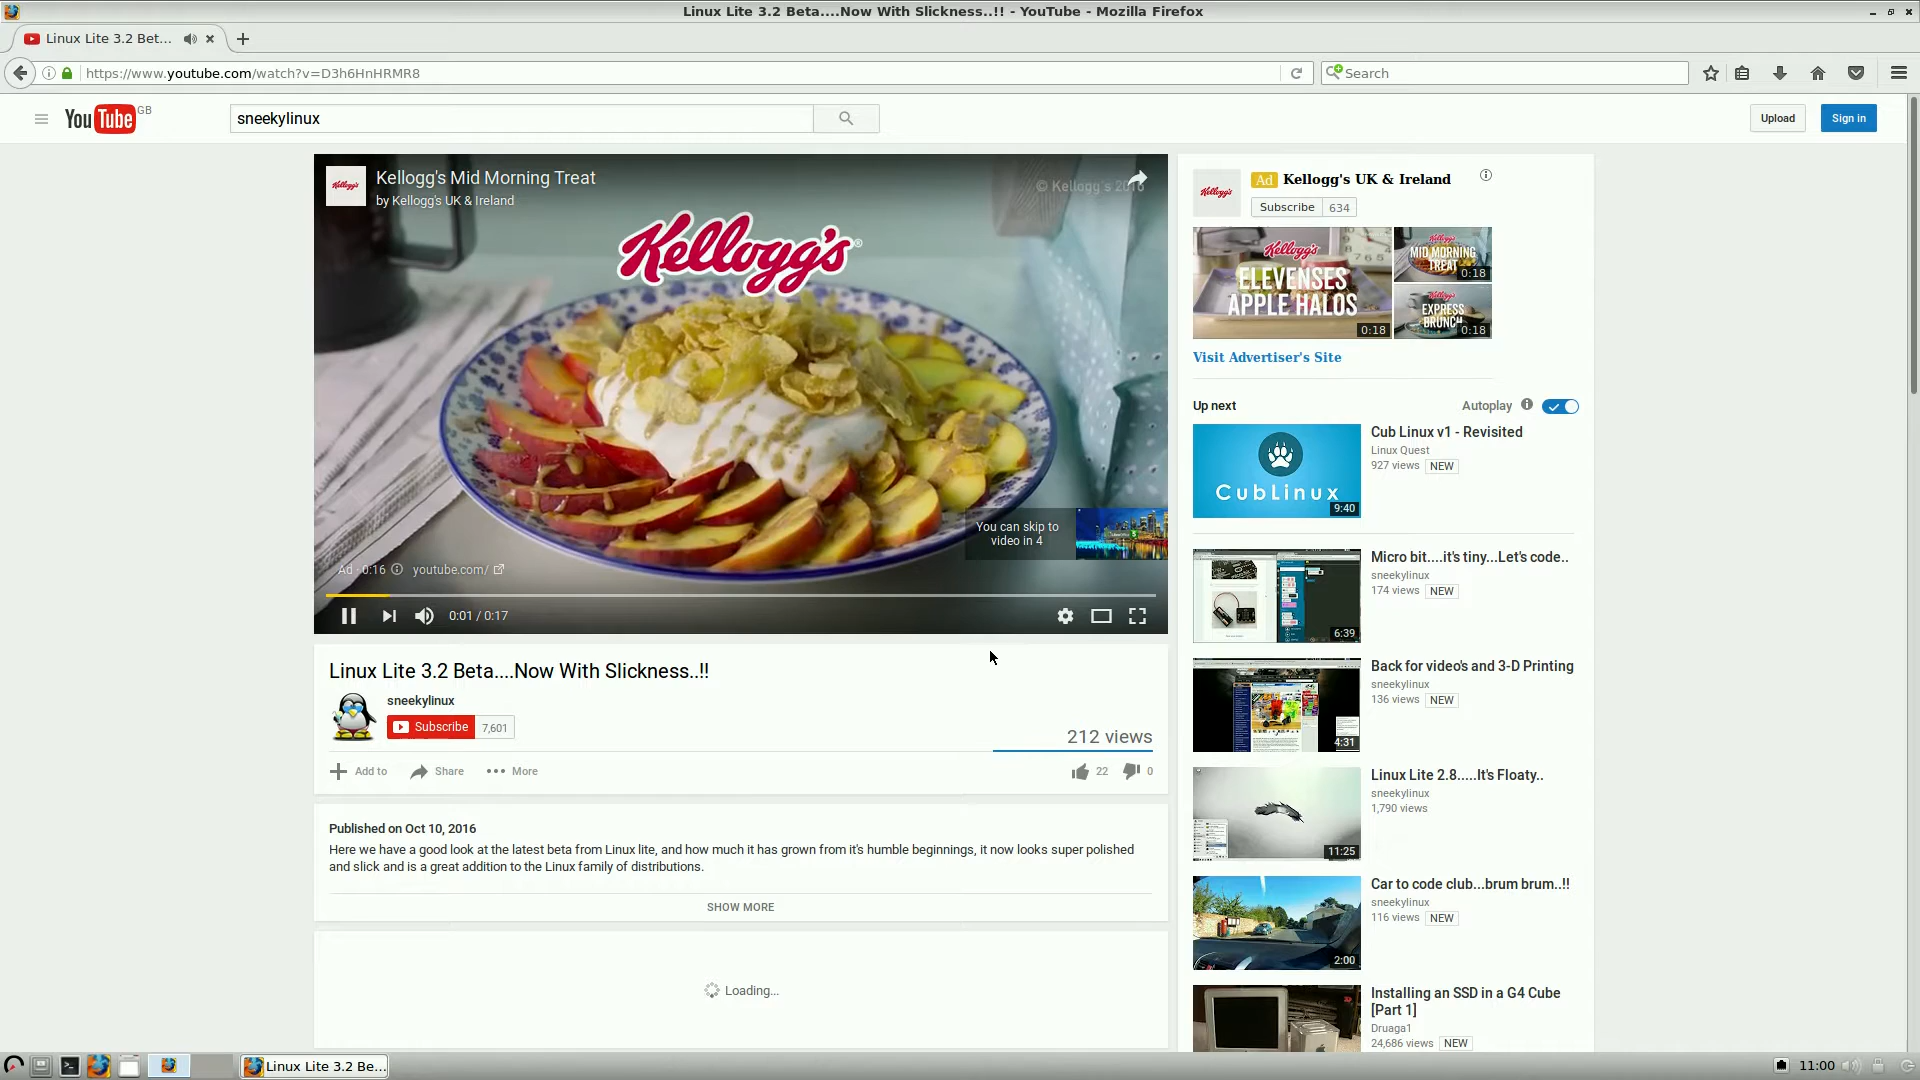 Linux Lite 3.2 Beta....Now With Slickness..!! - YouTube - Mozilla Firefox
Linux Lite 3.2 Bet...
https://www.youtube.com/watch?v=D3h6HnHRMR8
Search
YouTube GB
sneekylinux
Upload
Sign in
Kellogg's
Kellogg's Mid Morning Treat
by Kellogg's UK & Ireland
© Kellogg's 2016
Kellogg's®
You can skip to
video in 4
Ad · 0:16
youtube.com/
0:01 / 0:17
Linux Lite 3.2 Beta....Now With Slickness..!!
sneekylinux
Subscribe
7,601
212 views
Add to
Share
More
22
0
Published on Oct 10, 2016
Here we have a good look at the latest beta from Linux lite, and how much it has grown from it's humble beginnings, it now looks super polished
and slick and is a great addition to the Linux family of distributions.
SHOW MORE
Loading...
Kellogg's
Ad Kellogg's UK & Ireland
Subscribe 634
Kellogg's
ELEVENSES
APPLE HALOS
0:18
Kellogg's
MID MORNING
TREAT
0:18
Kellogg's
EXPRESS
BRUNCH
0:18
Visit Advertiser's Site
Up next
Autoplay
CubLinux
9:40
Cub Linux v1 - Revisited
Linux Quest
927 views NEW
6:39
Micro bit....it's tiny...Let's code..
sneekylinux
174 views NEW
4:31
Back for video's and 3-D Printing
sneekylinux
136 views NEW
11:25
Linux Lite 2.8.....It's Floaty..
sneekylinux
1,790 views
2:00
Car to code club...brum brum..!!
sneekylinux
116 views NEW
Installing an SSD in a G4 Cube
[Part 1]
Druaga1
24,686 views NEW
Linux Lite 3.2 Be...
11:00